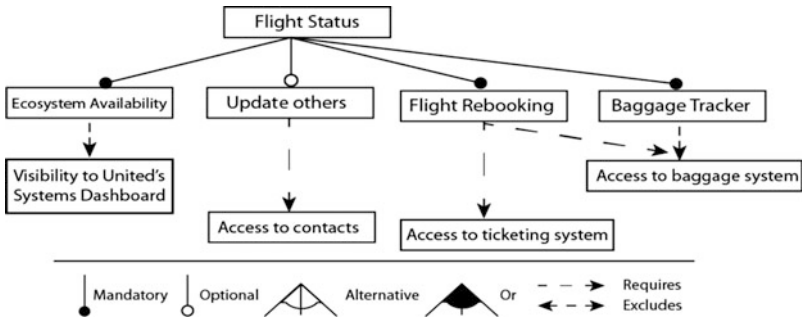 Flight Status
Ecosystem Availability
Update others
Flight Rebooking
Baggage Tracker
Visibility to United's
Systems Dashboard
Access to contacts
Access to ticketing system
Access to baggage system
Mandatory
Optional
Alternative
Or
Requires
Excludes